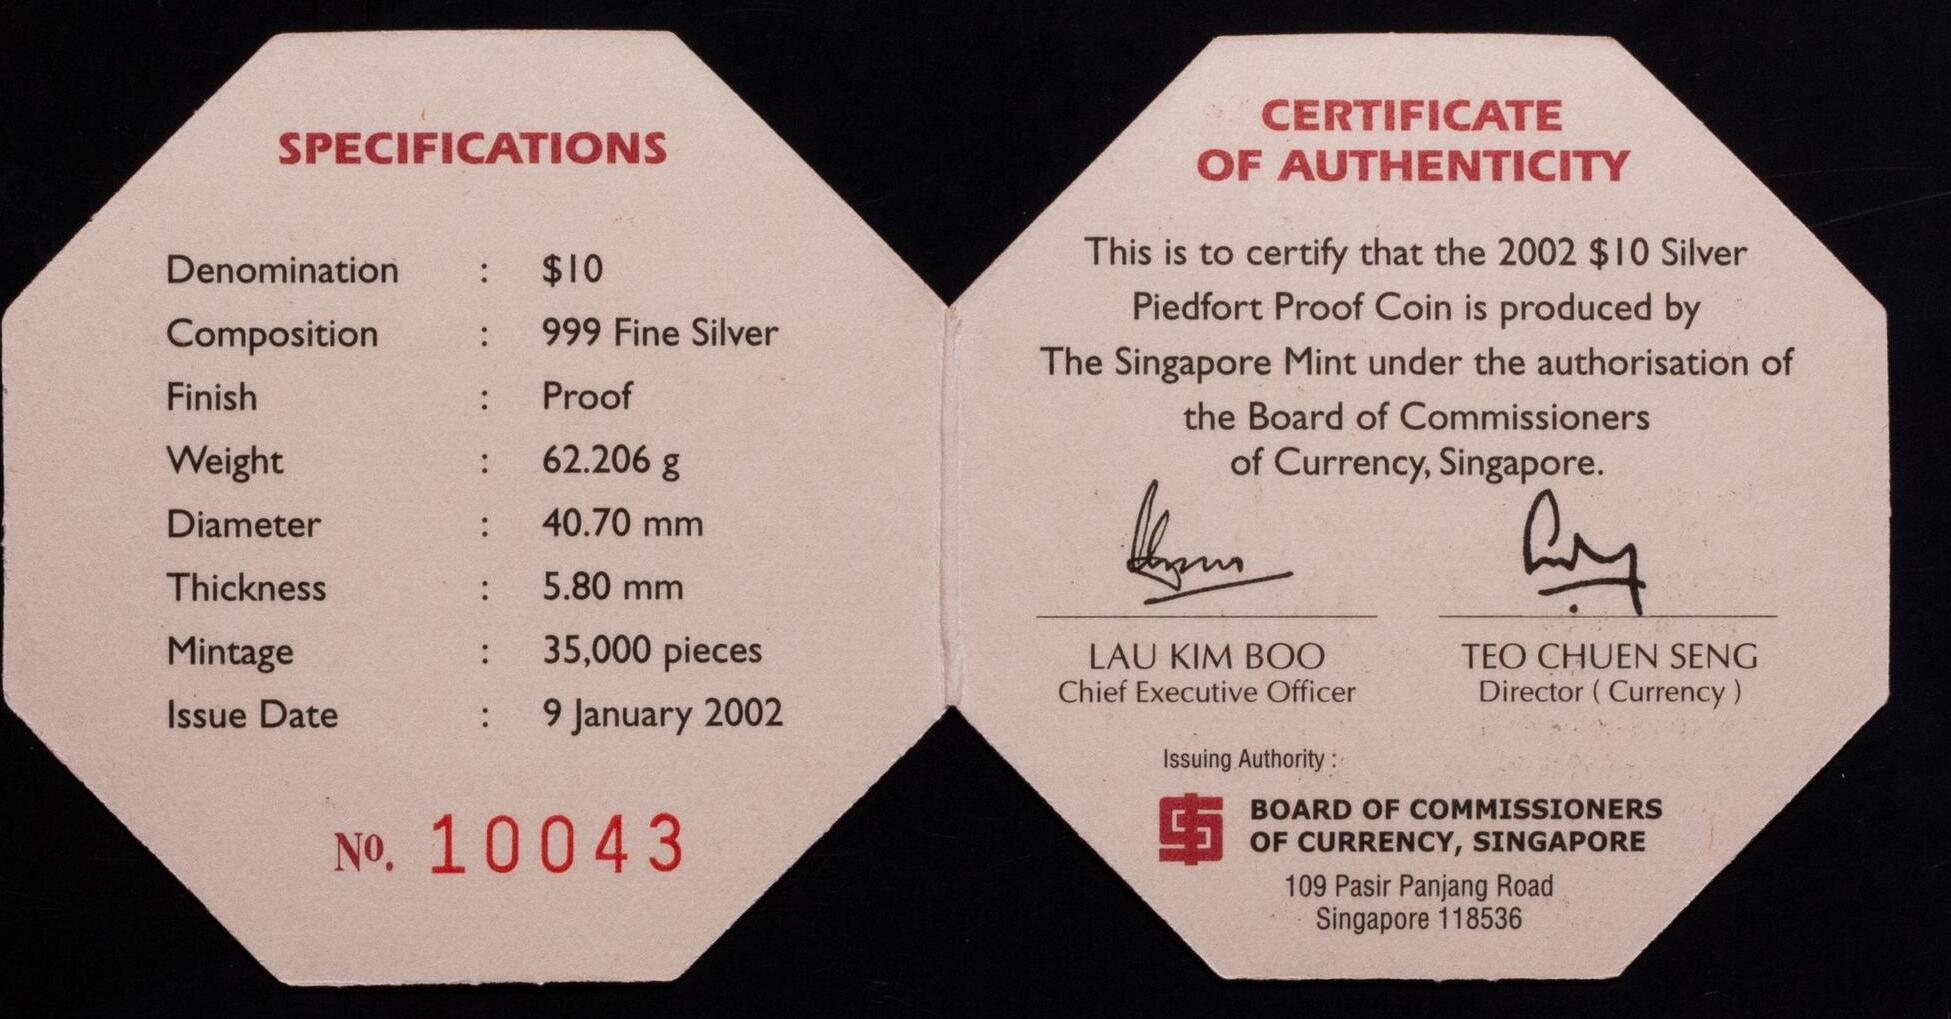 SPECIFICATIONS
Denomination : $10
Composition : 999 Fine Silver
Finish : Proof
Weight : 62.206 g
Diameter : 40.70 mm
Thickness : 5.80 mm
Mintage : 35,000 pieces
Issue Date : 9 January 2002
No. 10043
CERTIFICATE
OF AUTHENTICITY
This is to certify that the 2002 $10 Silver
Piedfort Proof Coin is produced by
The Singapore Mint under the authorisation of
the Board of Commissioners
of Currency, Singapore.
LAU KIM BOO
Chief Executive Officer
TEO CHUEN SENG
Director ( Currency )
Issuing Authority :
BOARD OF COMMISSIONERS
OF CURRENCY, SINGAPORE
109 Pasir Panjang Road
Singapore 118536